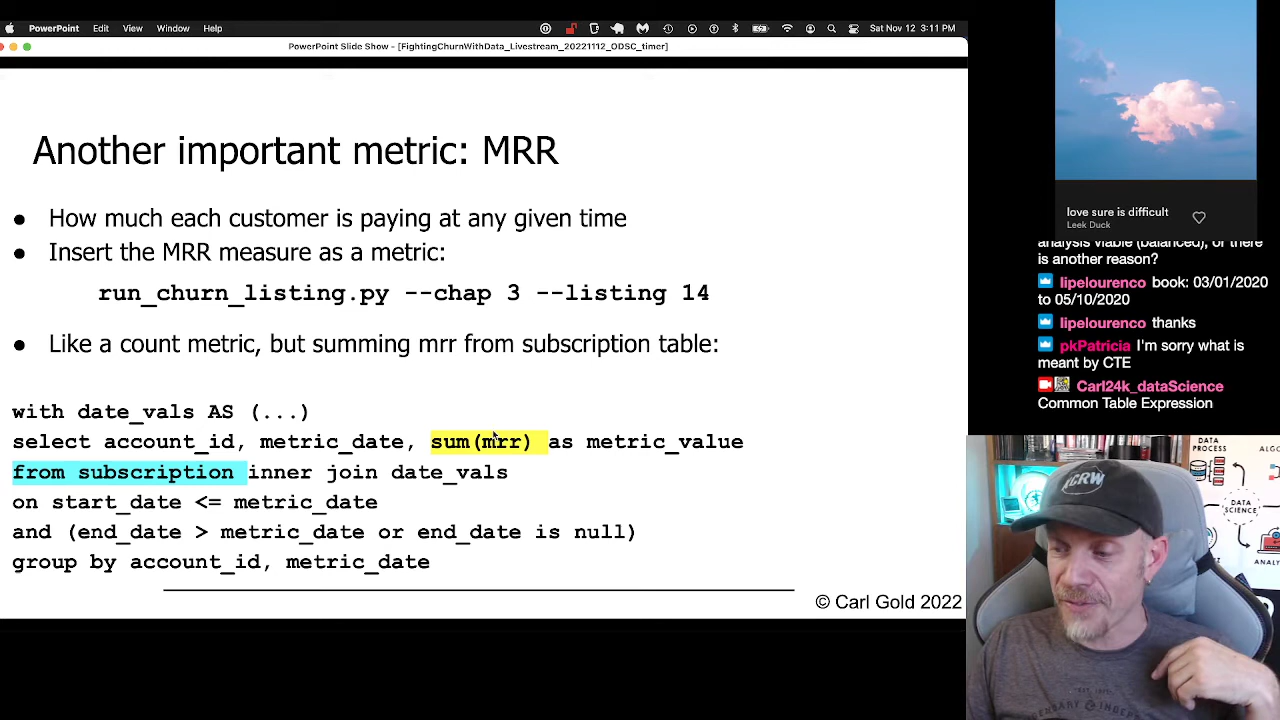 PowerPoint Edit View Window Help
Sat Nov 12 3:11 PM
PowerPoint Slide Show - [FightingChurnWithData_Livestream_20221112_ODSC_timer]
Another important metric: MRR
● How much each customer is paying at any given time
● Insert the MRR measure as a metric:
run_churn_listing.py --chap 3 --listing 14
● Like a count metric, but summing mrr from subscription table:
with date_vals AS (...)
select account_id, metric_date, sum(mrr) as metric_value
from subscription inner join date_vals
on start_date <= metric_date
and (end_date > metric_date or end_date is null)
group by account_id, metric_date
© Carl Gold 2022
love sure is difficult
Leek Duck
analysis viable (balanced), or there
is another reason?
lipelourenco book: 03/01/2020
to 05/10/2020
lipelourenco thanks
pkPatricia I'm sorry what is
meant by CTE
Carl24k_dataScience
Common Table Expression
DATA
PROCESS
KCRW
DATA
SCIENCE